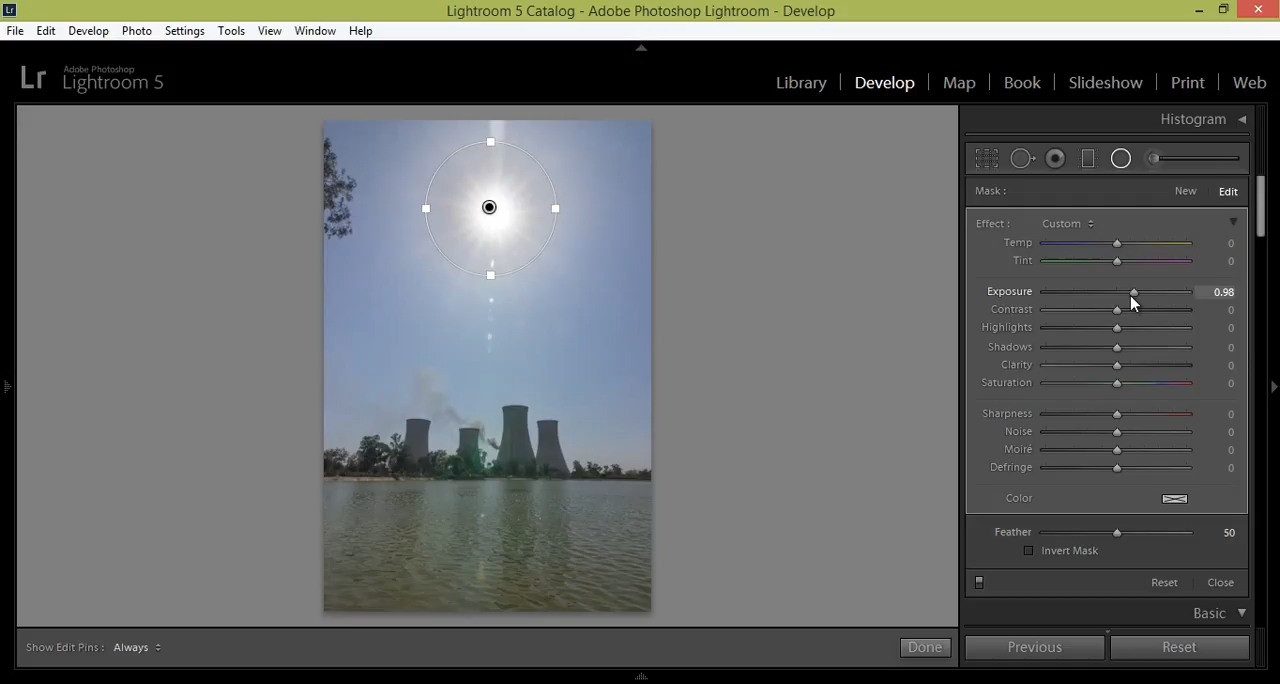 Lr
Lightroom 5 Catalog - Adobe Photoshop Lightroom - Develop
File Edit Develop Photo Settings Tools View Window Help
Lr Adobe Photoshop
Lightroom 5
Library Develop Map Book Slideshow Print Web
Histogram
Mask : New Edit
Effect : Custom
Temp 0
Tint 0
Exposure 0.98
Contrast 0
Highlights 0
Shadows 0
Clarity 0
Saturation 0
Sharpness 0
Noise 0
Moiré 0
Defringe 0
Color
Feather 50
Invert Mask
Reset Close
Basic
Show Edit Pins : Always Done Previous Reset